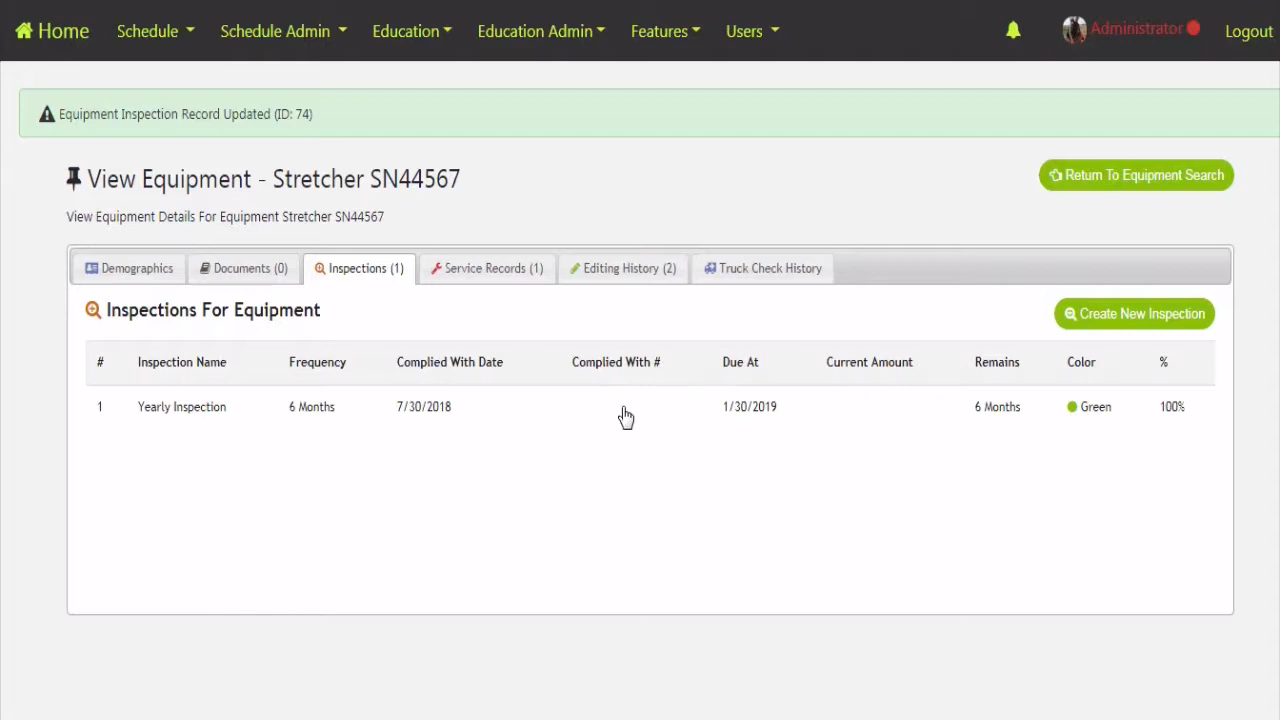 Home Schedule Schedule Admin Education Education Admin Features Users Administrator Logout
Equipment Inspection Record Updated (ID: 74)
View Equipment - Stretcher SN44567
Return To Equipment Search
View Equipment Details For Equipment Stretcher SN44567
Demographics Documents (0) Inspections (1) Service Records (1) Editing History (2) Truck Check History
Inspections For Equipment
Create New Inspection
# Inspection Name Frequency Complied With Date Complied With # Due At Current Amount Remains Color %
1 Yearly Inspection 6 Months 7/30/2018 1/30/2019 6 Months Green 100%